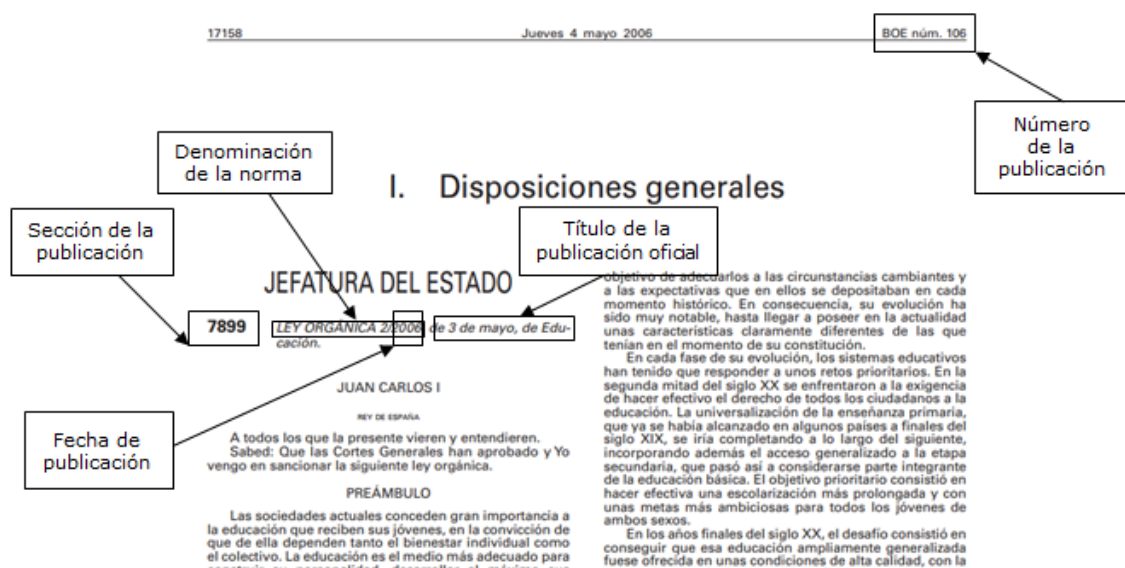 17158 Jueves 4 mayo 2006 BOE núm. 106
Número
de la
publicación
Denominación
de la norma
I. Disposiciones generales
Sección de la
publicación
Título de la
publicación oficial
JEFATURA DEL ESTADO
7899 LEY ORGÁNICA 2/2006, de 3 de mayo, de Edu-
cación.
Fecha de
publicación
JUAN CARLOS I
REY DE ESPAÑA
A todos los que la presente vieren y entendieren.
Sabed: Que las Cortes Generales han aprobado y Yo
vengo en sancionar la siguiente ley orgánica.
PREÁMBULO
Las sociedades actuales conceden gran importancia a
la educación que reciben sus jóvenes, en la convicción de
que de ella dependen tanto el bienestar individual como
el colectivo. La educación es el medio más adecuado para
construir su personalidad, desarrollar al máximo sus
objetivo de adecuarlos a las circunstancias cambiantes y
a las expectativas que en ellos se depositaban en cada
momento histórico. En consecuencia, su evolución ha
sido muy notable, hasta llegar a poseer en la actualidad
unas características claramente diferentes de las que
tenían en el momento de su constitución.
En cada fase de su evolución, los sistemas educativos
han tenido que responder a unos retos prioritarios. En la
segunda mitad del siglo XX se enfrentaron a la exigencia
de hacer efectivo el derecho de todos los ciudadanos a la
educación. La universalización de la enseñanza primaria,
que ya se había alcanzado en algunos países a finales del
siglo XIX, se iría completando a lo largo del siguiente,
incorporando además el acceso generalizado a la etapa
secundaria, que pasó así a considerarse parte integrante
de la educación básica. El objetivo prioritario consistió en
hacer efectiva una escolarización más prolongada y con
unas metas más ambiciosas para todos los jóvenes de
ambos sexos.
En los años finales del siglo XX, el desafío consistió en
conseguir que esa educación ampliamente generalizada
fuese ofrecida en unas condiciones de alta calidad, con la